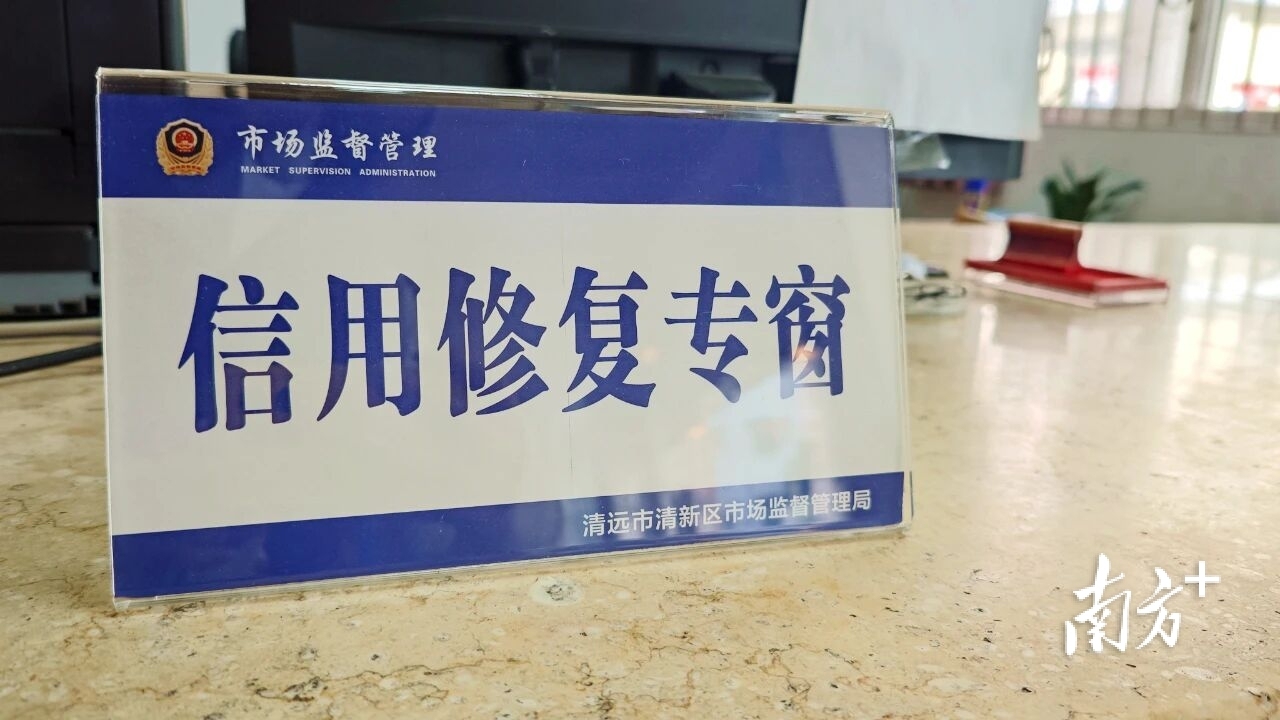 市场监督管理
MARKET SUPERVISION ADMINISTRATION
信用修复专窗
清远市清新区市场监督管理局
南方+